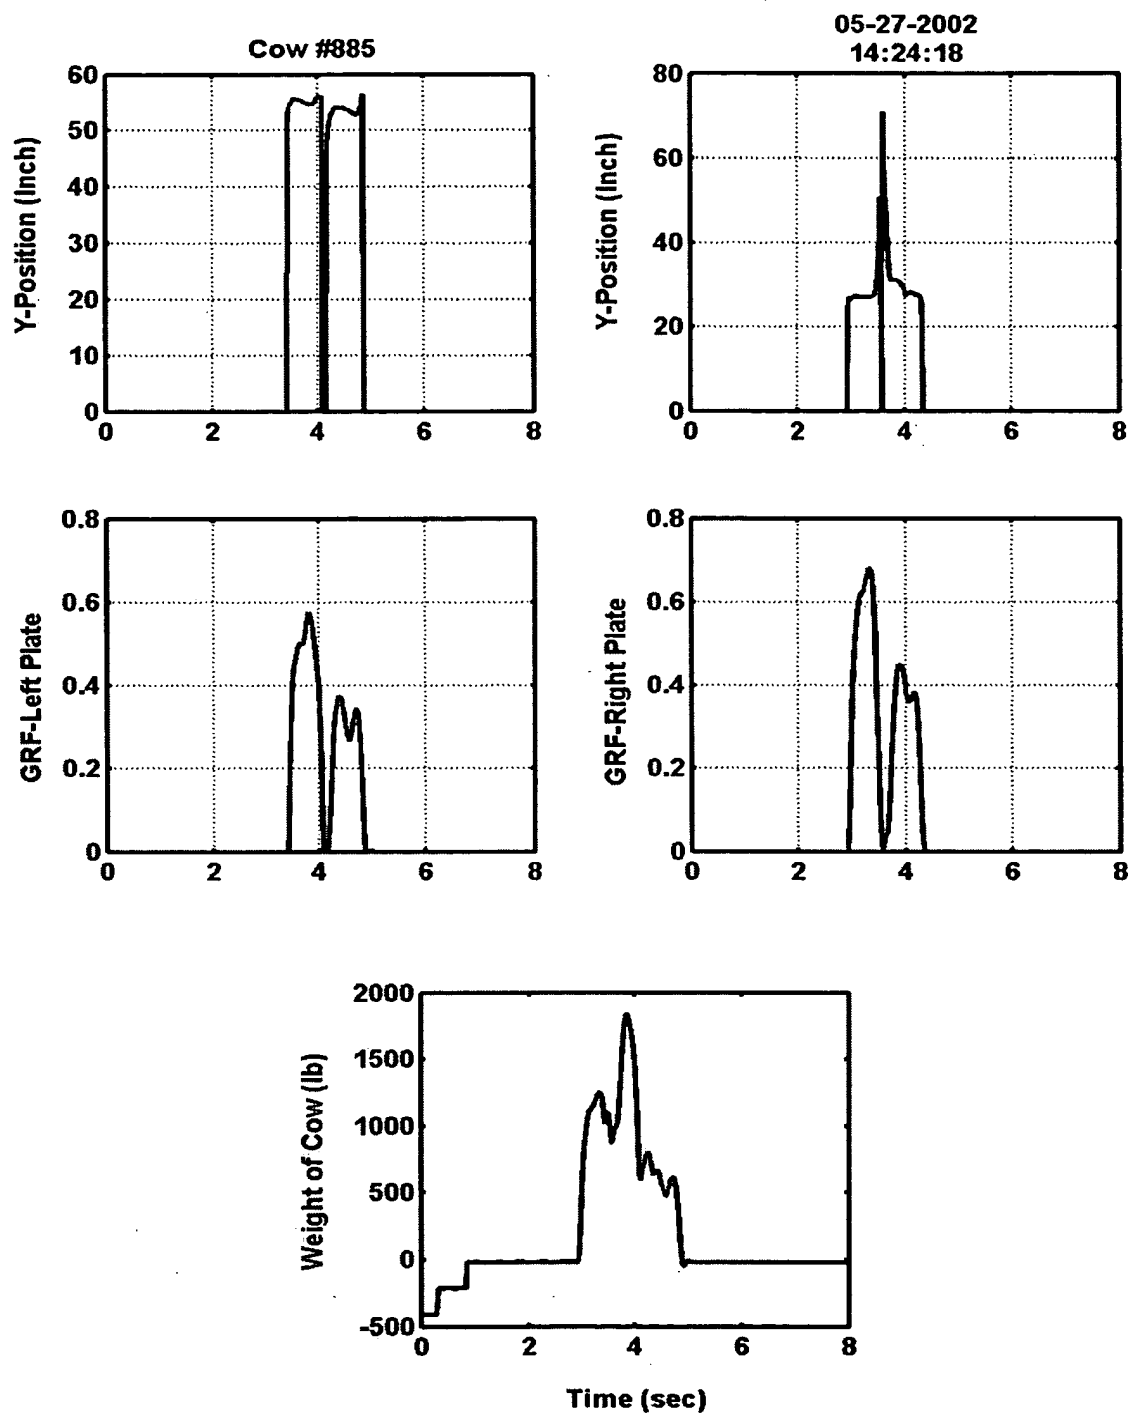 Cow #885
05-27-2002
14:24:18
Y-Position (Inch)
60
50
40
30
20
10
0
0 2 4 6 8
Y-Position (Inch)
80
60
40
20
0
0 2 4 6 8
GRF-Left Plate
0.8
0.6
0.4
0.2
0
0 2 4 6 8
GRF-Right Plate
0.8
0.6
0.4
0.2
0
0 2 4 6 8
Weight of Cow (lb)
2000
1500
1000
500
0
-500
0 2 4 6 8
Time (sec)